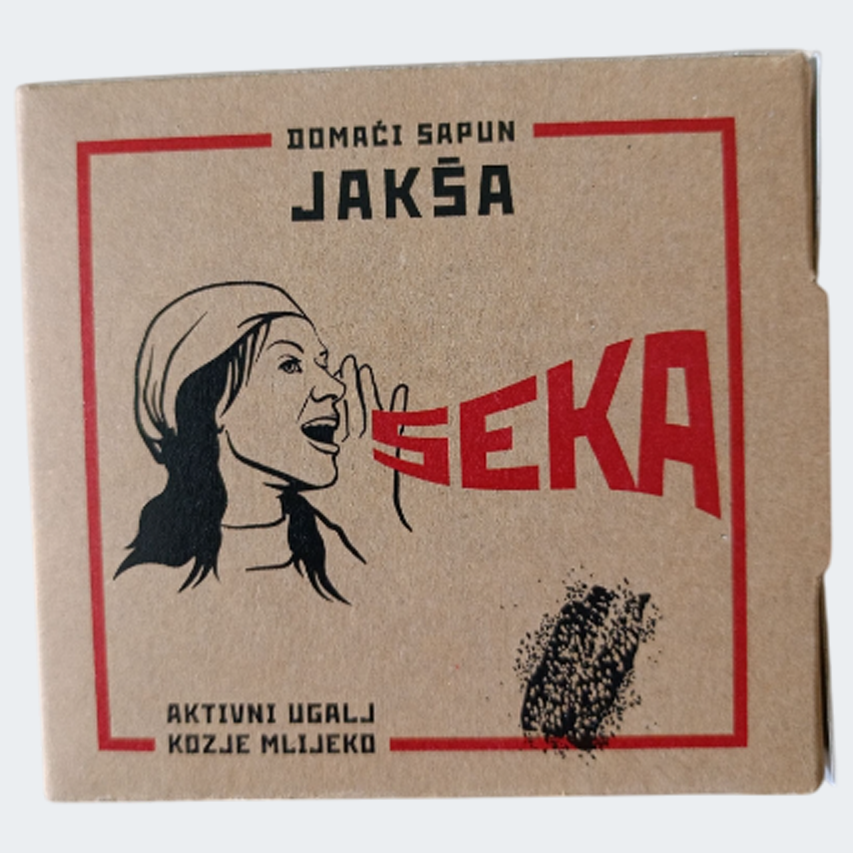 DOMAĆI SAPUN
JAKŠA
SEKA
AKTIVNI UGALJ
KOZJE MLIJEKO